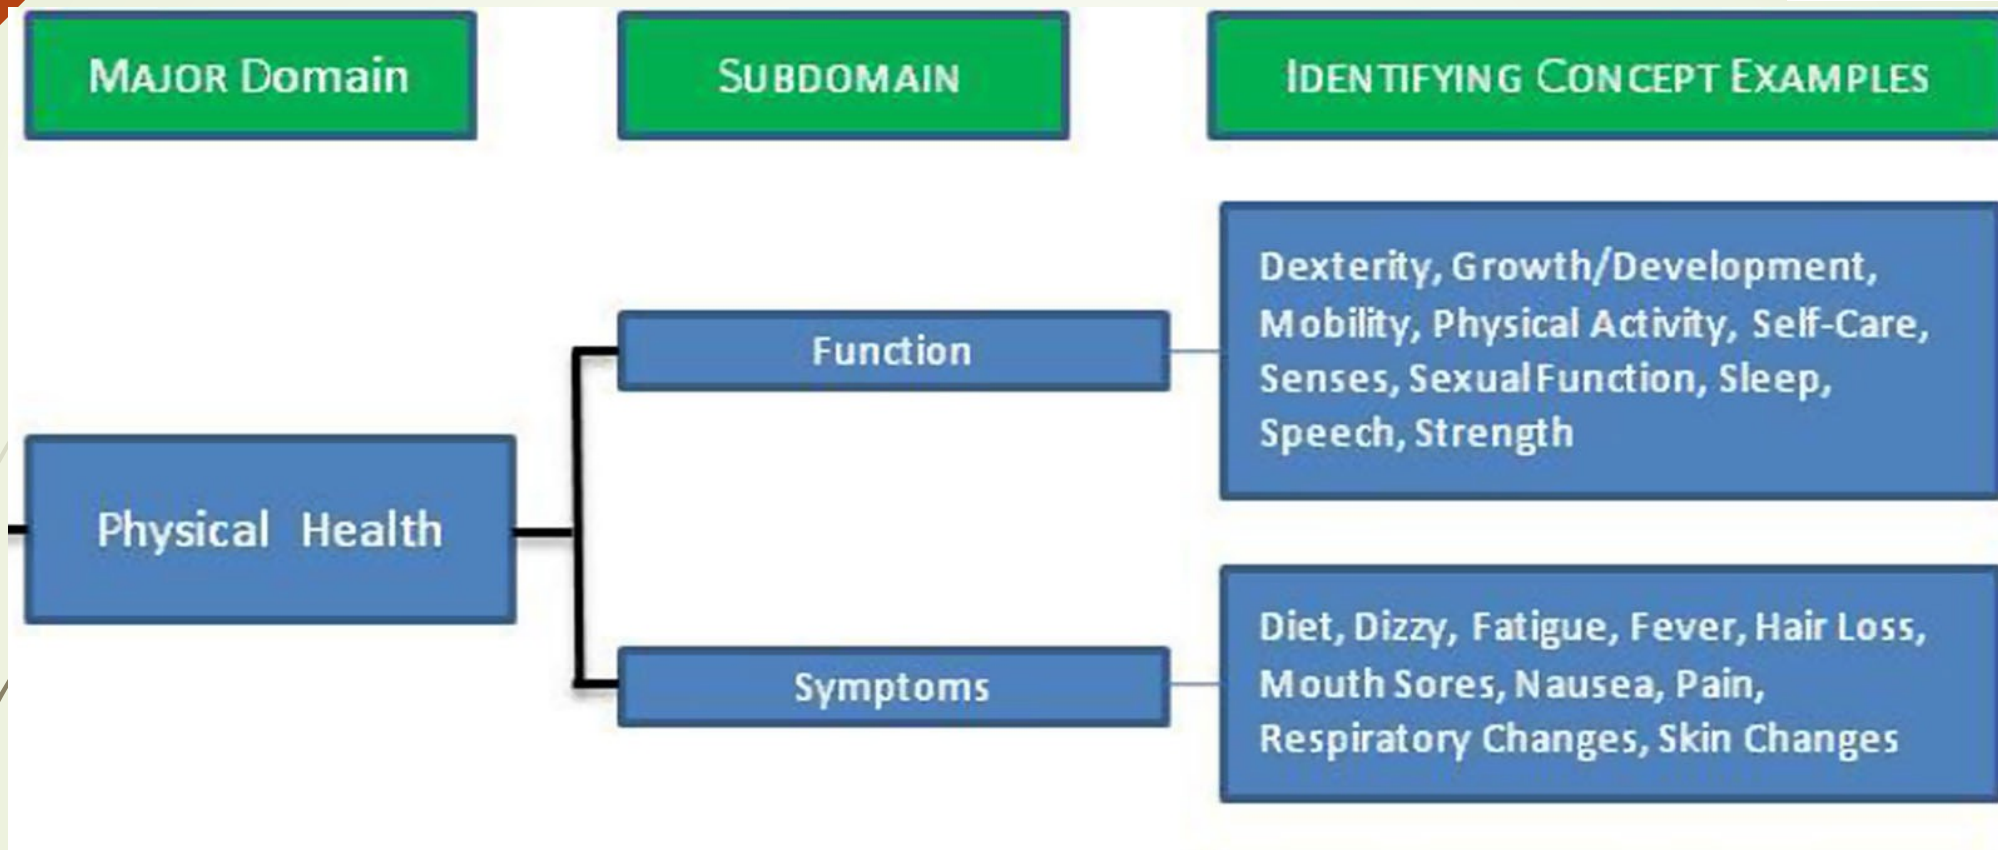 MAJOR Domain
SUBDOMAIN
IDENTIFYING CONCEPT EXAMPLES
Physical Health
Function
Dexterity, Growth/Development,
Mobility, Physical Activity, Self-Care,
Senses, Sexual Function, Sleep,
Speech, Strength
Symptoms
Diet, Dizzy, Fatigue, Fever, Hair Loss,
Mouth Sores, Nausea, Pain,
Respiratory Changes, Skin Changes